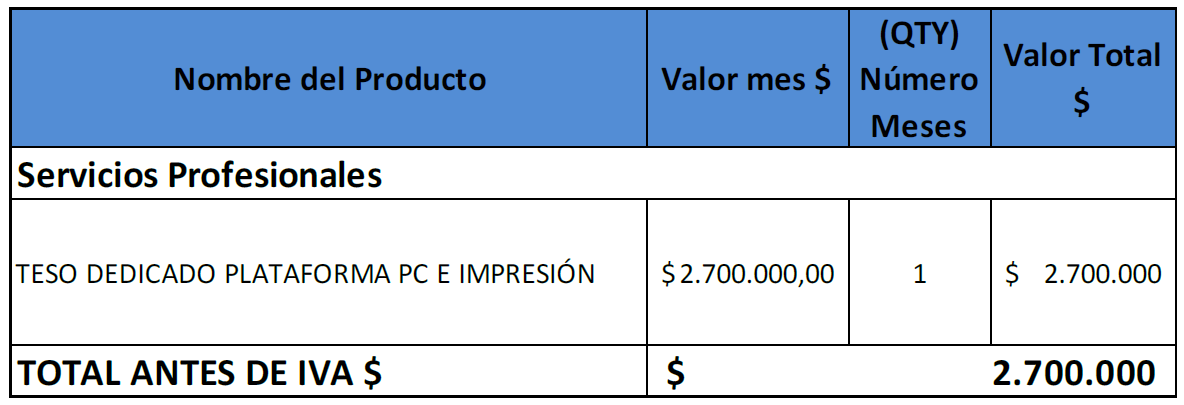 Nombre del Producto Valor mes $ (QTY) Número Meses Valor Total $
Servicios Profesionales
TESO DEDICADO PLATAFORMA PC E IMPRESIÓN $ 2.700.000,00 1 $ 2.700.000
TOTAL ANTES DE IVA $ $ 2.700.000